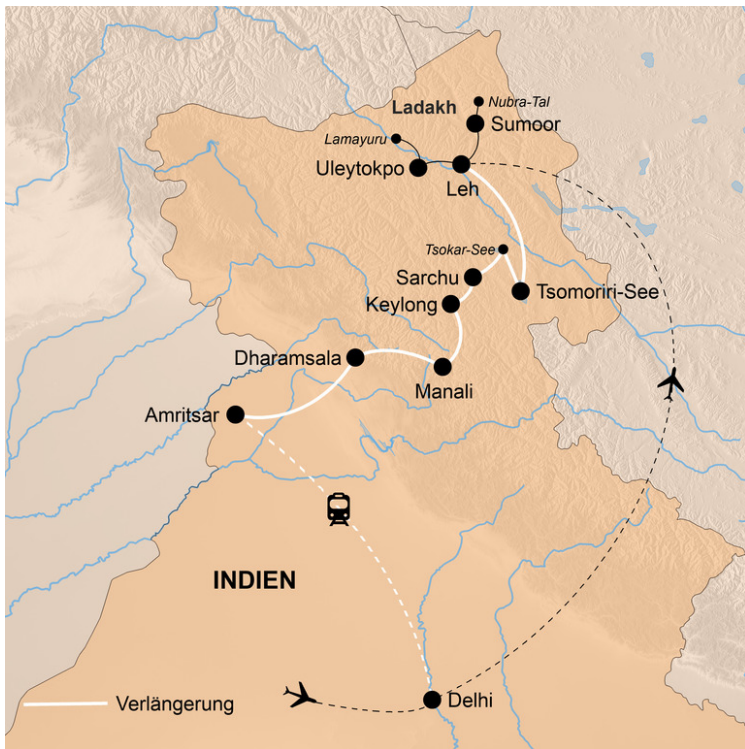 Nubra-Tal
Ladakh
Sumoor
Lamayuru
Uleytokpo
Leh
Tsokar-See
Sarchu
Tsomoriri-See
Keylong
Dharamsala
Manali
Amritsar
INDIEN
Verlängerung
Delhi